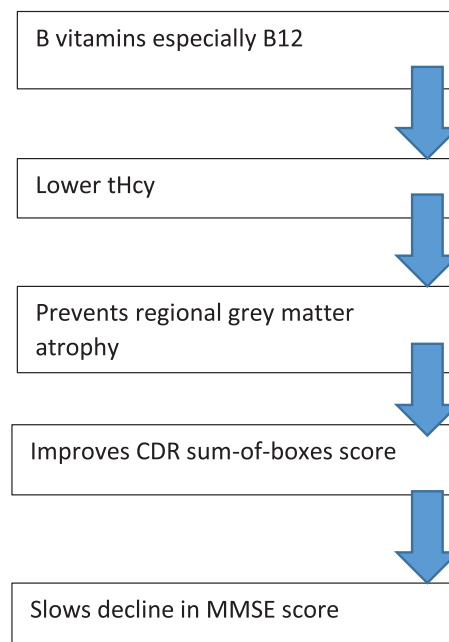 B vitamins especially B12
Lower tHcy
Prevents regional grey matter
atrophy
Improves CDR sum-of-boxes score
Slows decline in MMSE score